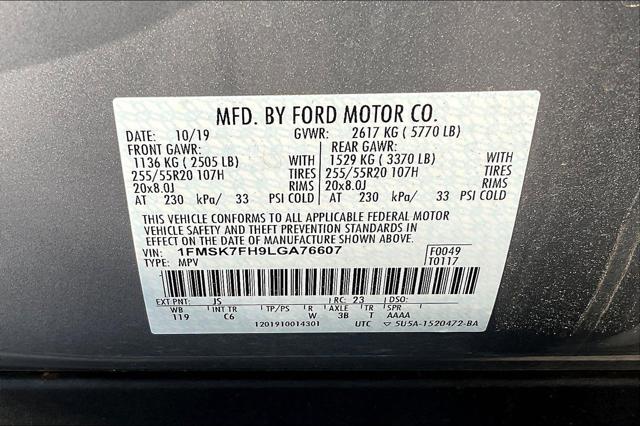 MFD. BY FORD MOTOR CO.
DATE: 10/19 GVWR: 2617 KG ( 5770 LB)
FRONT GAWR: REAR GAWR:
1136 KG ( 2505 LB) WITH 1529 KG ( 3370 LB) WITH
255/55R20 107H TIRES 255/55R20 107H TIRES
20x8.0J RIMS 20x8.0J RIMS
AT 230 kPa/ 33 PSI COLD AT 230 kPa/ 33 PSI COLD
THIS VEHICLE CONFORMS TO ALL APPLICABLE FEDERAL MOTOR
VEHICLE SAFETY AND THEFT PREVENTION STANDARDS IN
EFFECT ON THE DATE OF MANUFACTURE SHOWN ABOVE.
VIN: 1FMSK7FH9LGA76607 F0049
TYPE: MPV T0117
EXT PNT: JS RC: 23 DSO:
WB INT TR TP/PS R AXLE TR SPR
119 C6 W 3B T AAAA
1201910014301 UTC ▽ 5U5A-1520472-BA